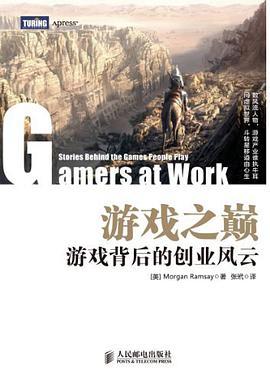 TURING
Apress®
数风流人物，游戏产业谁执牛耳
问虚拟世界，斗转星移适由心生
Stories Behind the Games People Play
Gamers at Work
游戏之巅
游戏背后的创业风云
[美] Morgan Ramsay 著 张玳 译
人民邮电出版社
POSTS & TELECOM PRESS